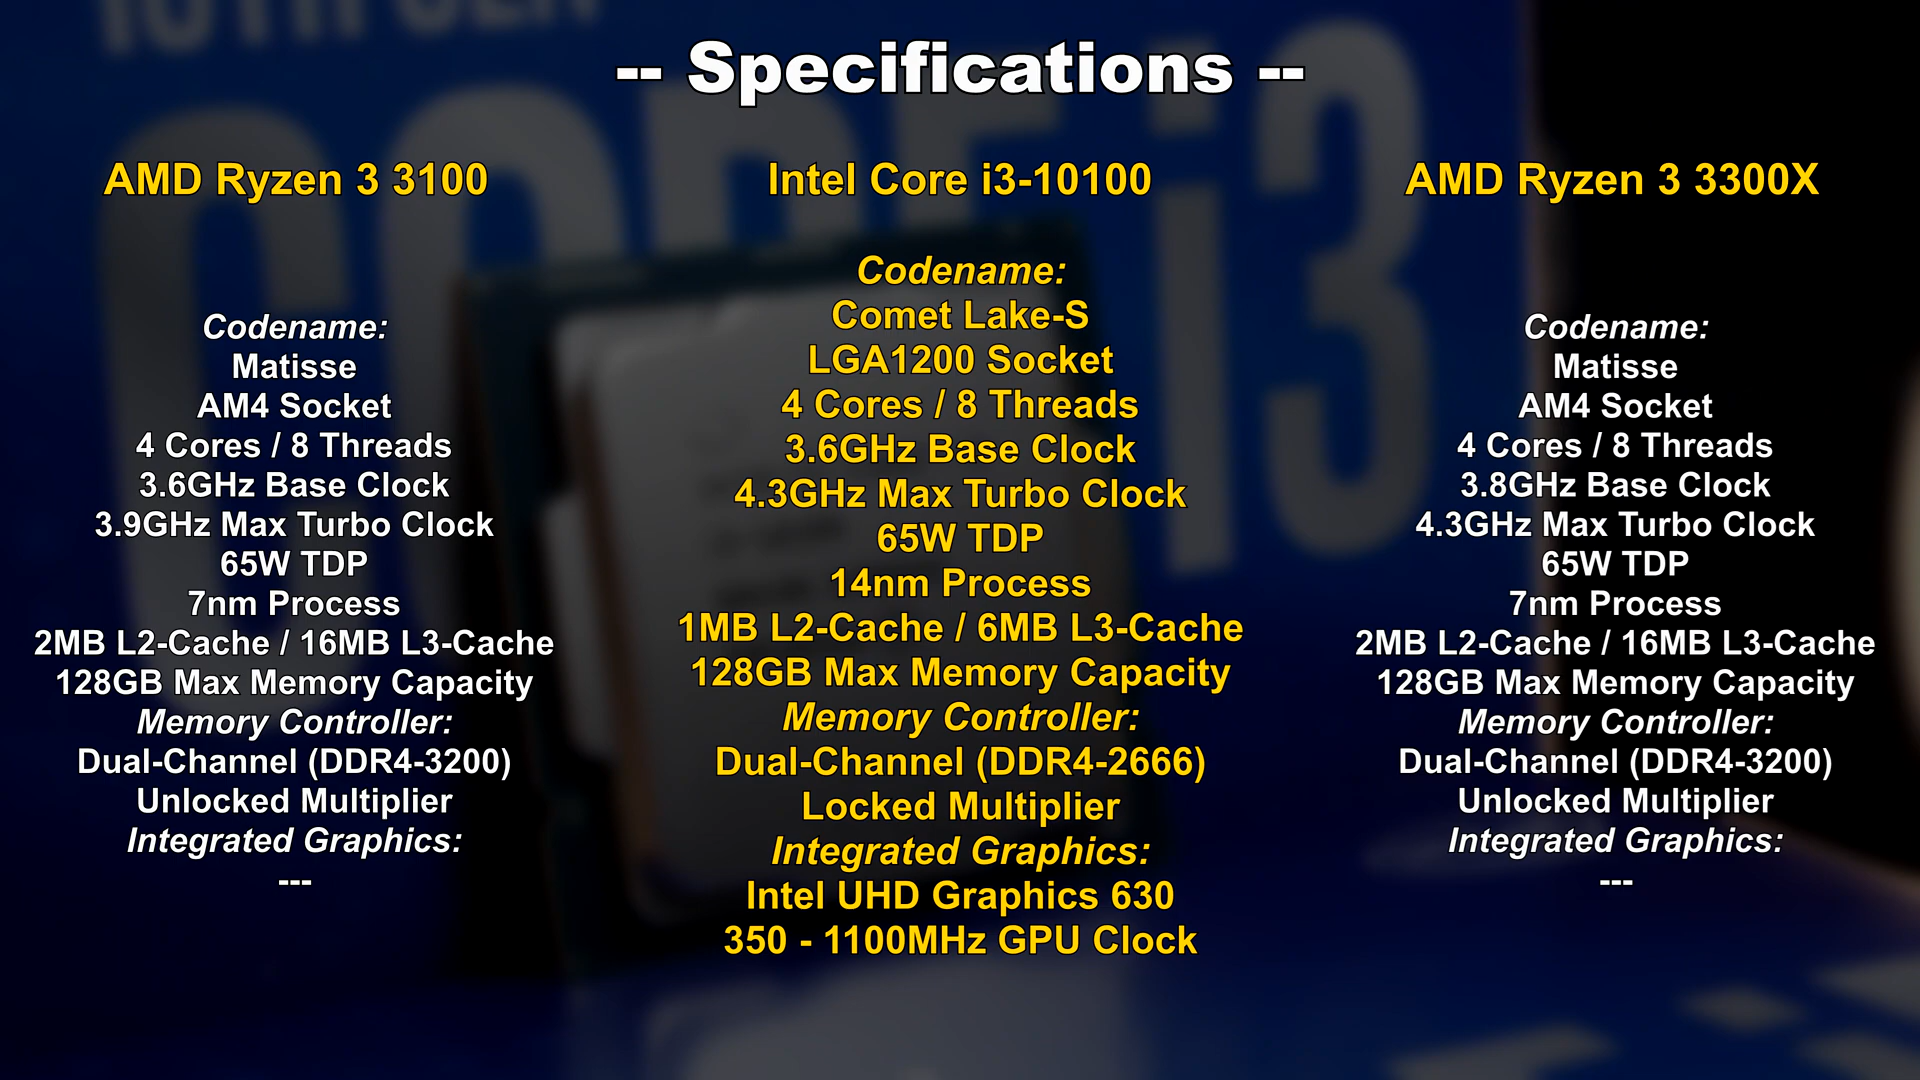 10TH GEN
CORE i3
-- Specifications --
AMD Ryzen 3 3100
Codename:
Matisse
AM4 Socket
4 Cores / 8 Threads
3.6GHz Base Clock
3.9GHz Max Turbo Clock
65W TDP
7nm Process
2MB L2-Cache / 16MB L3-Cache
128GB Max Memory Capacity
Memory Controller:
Dual-Channel (DDR4-3200)
Unlocked Multiplier
Integrated Graphics:
---
Intel Core i3-10100
Codename:
Comet Lake-S
LGA1200 Socket
4 Cores / 8 Threads
3.6GHz Base Clock
4.3GHz Max Turbo Clock
65W TDP
14nm Process
1MB L2-Cache / 6MB L3-Cache
128GB Max Memory Capacity
Memory Controller:
Dual-Channel (DDR4-2666)
Locked Multiplier
Integrated Graphics:
Intel UHD Graphics 630
350 - 1100MHz GPU Clock
AMD Ryzen 3 3300X
Codename:
Matisse
AM4 Socket
4 Cores / 8 Threads
3.8GHz Base Clock
4.3GHz Max Turbo Clock
65W TDP
7nm Process
2MB L2-Cache / 16MB L3-Cache
128GB Max Memory Capacity
Memory Controller:
Dual-Channel (DDR4-3200)
Unlocked Multiplier
Integrated Graphics:
---